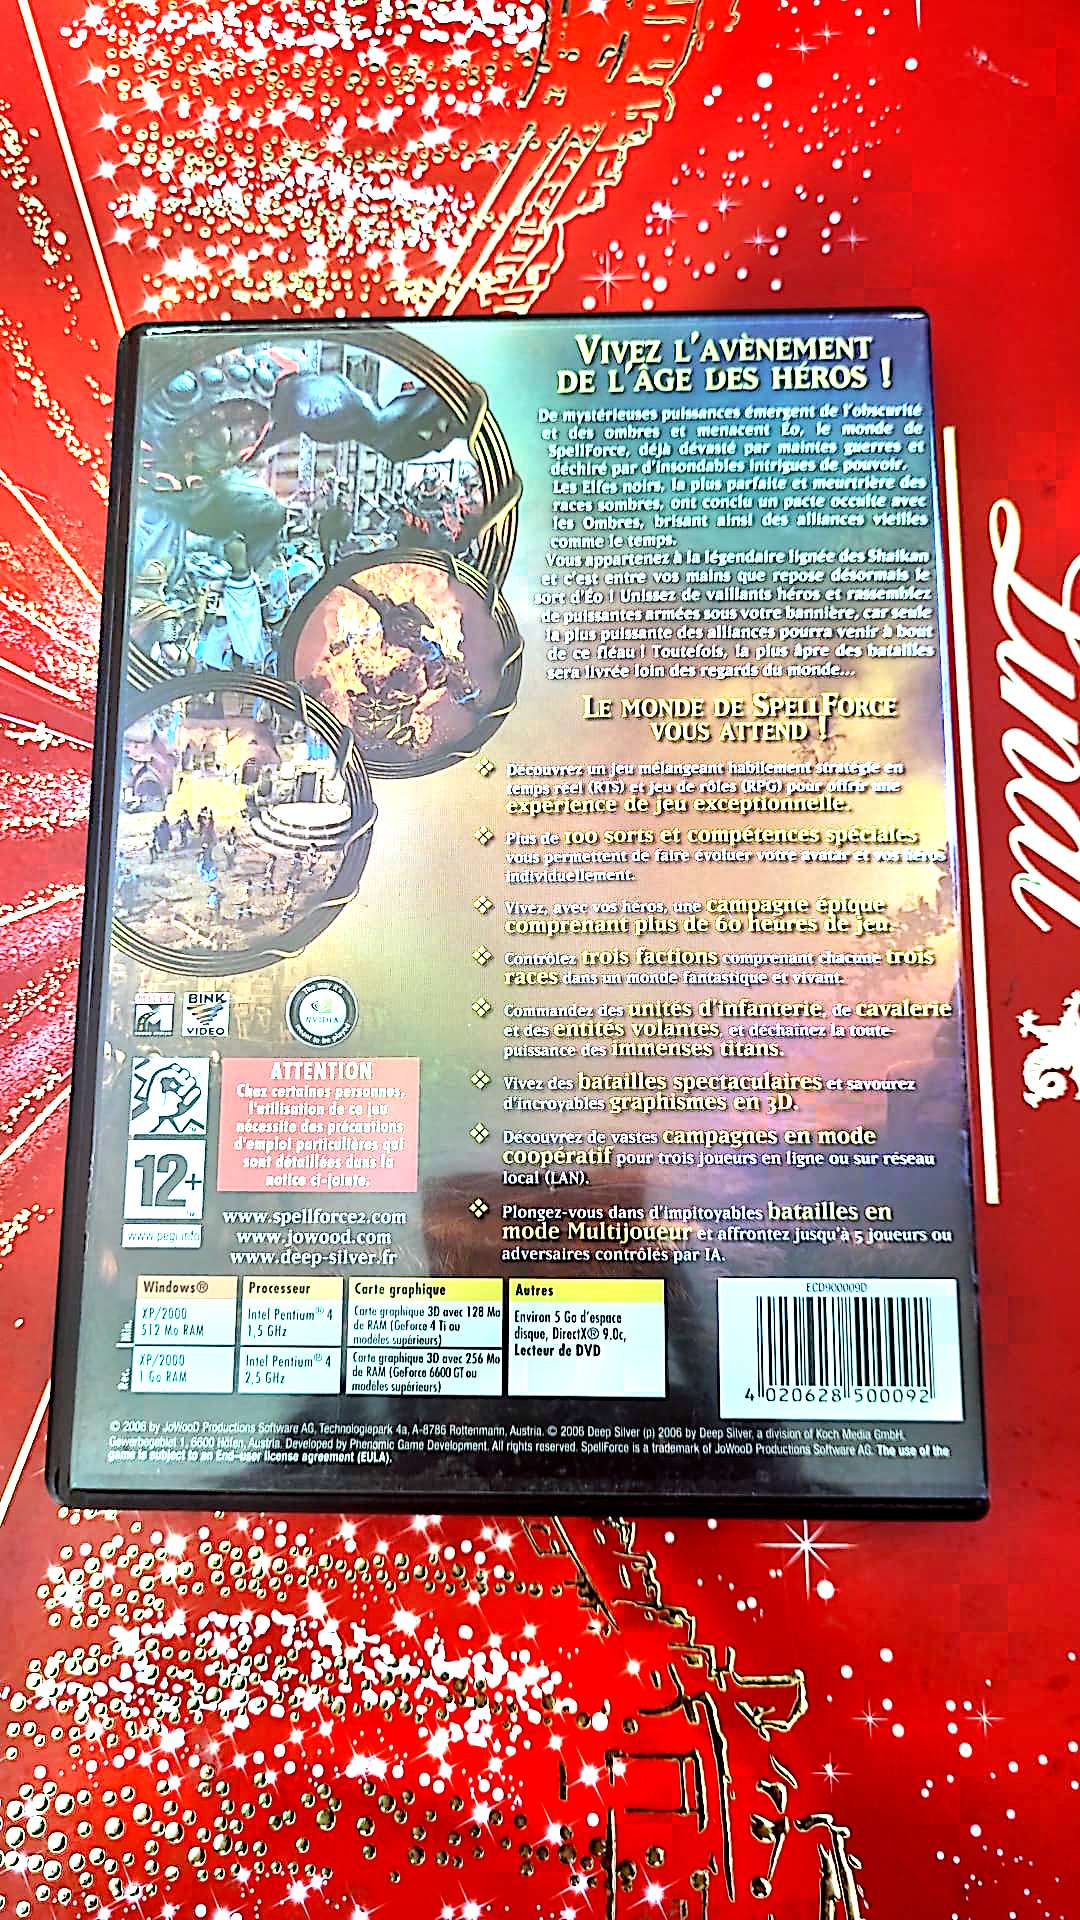 VIVEZ L'AVÈNEMENT
DE L'ÂGE DES HÉROS !
De mystérieuses puissances émergent de l'obscurité
et des ombres et menacent Éo, le monde de
SpellForce, déjà dévasté par maintes guerres et
déchiré par d'insondables intrigues de pouvoir.
Les Elfes noirs, la plus parfaite et meurtrière des
races sombres, ont conclu un pacte occulte avec
les Ombres, brisant ainsi des alliances vieilles
comme le temps.
Vous appartenez à la légendaire lignée des Shaikan
et c'est entre vos mains que repose désormais le
sort d'Éo ! Unissez de vaillants héros et rassemblez
de puissantes armées sous votre bannière, car seule
la plus puissante des alliances pourra venir à bout
de ce fléau ! Toutefois, la plus âpre des batailles
sera livrée loin des regards du monde...
LE MONDE DE SPELLFORCE
VOUS ATTEND !
Découvrez un jeu mélangeant habilement stratégie en
temps réel (RTS) et jeu de rôles (RPG) pour offrir une
expérience de jeu exceptionnelle.
Plus de 100 sorts et compétences spéciales
vous permettent de faire évoluer votre avatar et vos héros
individuellement.
Vivez, avec vos héros, une campagne épique
comprenant plus de 60 heures de jeu.
Contrôlez trois factions comprenant chacune trois
races dans un monde fantastique et vivant.
Commandez des unités d'infanterie, de cavalerie
et des entités volantes, et déchaînez la toute-
puissance des immenses titans.
Vivez des batailles spectaculaires et savourez
d'incroyables graphismes en 3D.
Découvrez de vastes campagnes en mode
coopératif pour trois joueurs en ligne ou sur réseau
local (LAN).
Plongez-vous dans d'impitoyables batailles en
mode Multijoueur et affrontez jusqu'à 5 joueurs ou
adversaires contrôlés par IA.
MILES
BINK
VIDEO
NVIDIA
12+
www.pegi.info
ATTENTION
Chez certaines personnes,
l'utilisation de ce jeu
nécessite des précautions
d'emploi particulières qui
sont détaillées dans la
notice ci-jointe.
www.spellforce2.com
www.jowood.com
www.deep-silver.fr
Windows® Processeur Carte graphique Autres
Min.
XP/2000
512 Mo RAM
Intel Pentium® 4
1,5 GHz
Carte graphique 3D avec 128 Mo
de RAM (GeForce 4 Ti ou
modèles supérieurs)
Rec.
XP/2000
1 Go RAM
Intel Pentium® 4
2,5 GHz
Carte graphique 3D avec 256 Mo
de RAM (GeForce 6600 GT ou
modèles supérieurs)
Environ 5 Go d'espace
disque, DirectX® 9.0c,
Lecteur de DVD
ECD900009D
4 020628 500092
© 2006 by JoWooD Productions Software AG, Technologiepark 4a, A-8786 Rottenmann, Austria. © 2006 Deep Silver (p) 2006 by Deep Silver, a division of Koch Media GmbH,
Gewerbegebiet 1, 6600 Höfen, Austria. Developed by Phenomic Game Development. All rights reserved. SpellForce is a trademark of JoWooD Productions Software AG. The use of the
game is subject to an End-user license agreement (EULA).